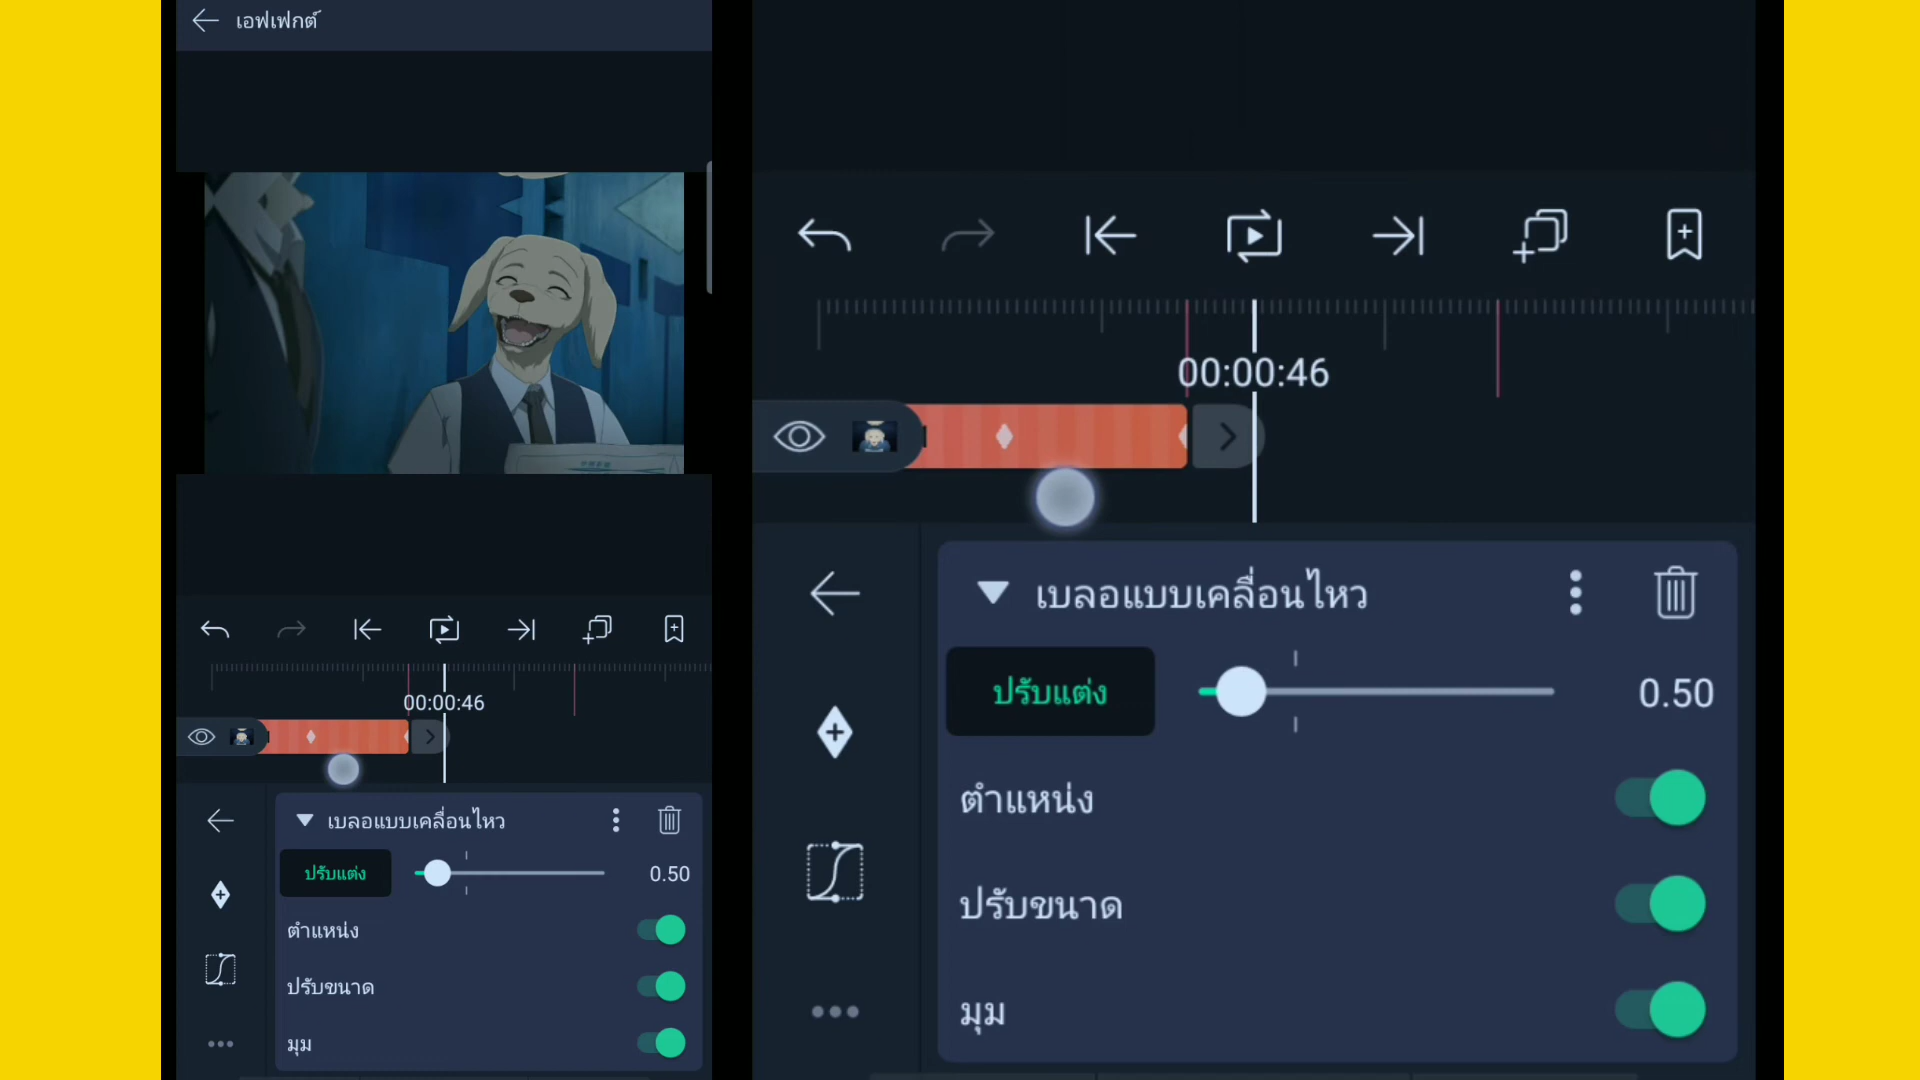 เอฟเฟกต์
00:00:46
เบลอแบบเคลื่อนไหว
ปรับแต่ง
0.50
ตำแหน่ง
ปรับขนาด
มุม
00:00:46
เบลอแบบเคลื่อนไหว
ปรับแต่ง
0.50
ตำแหน่ง
ปรับขนาด
มุม